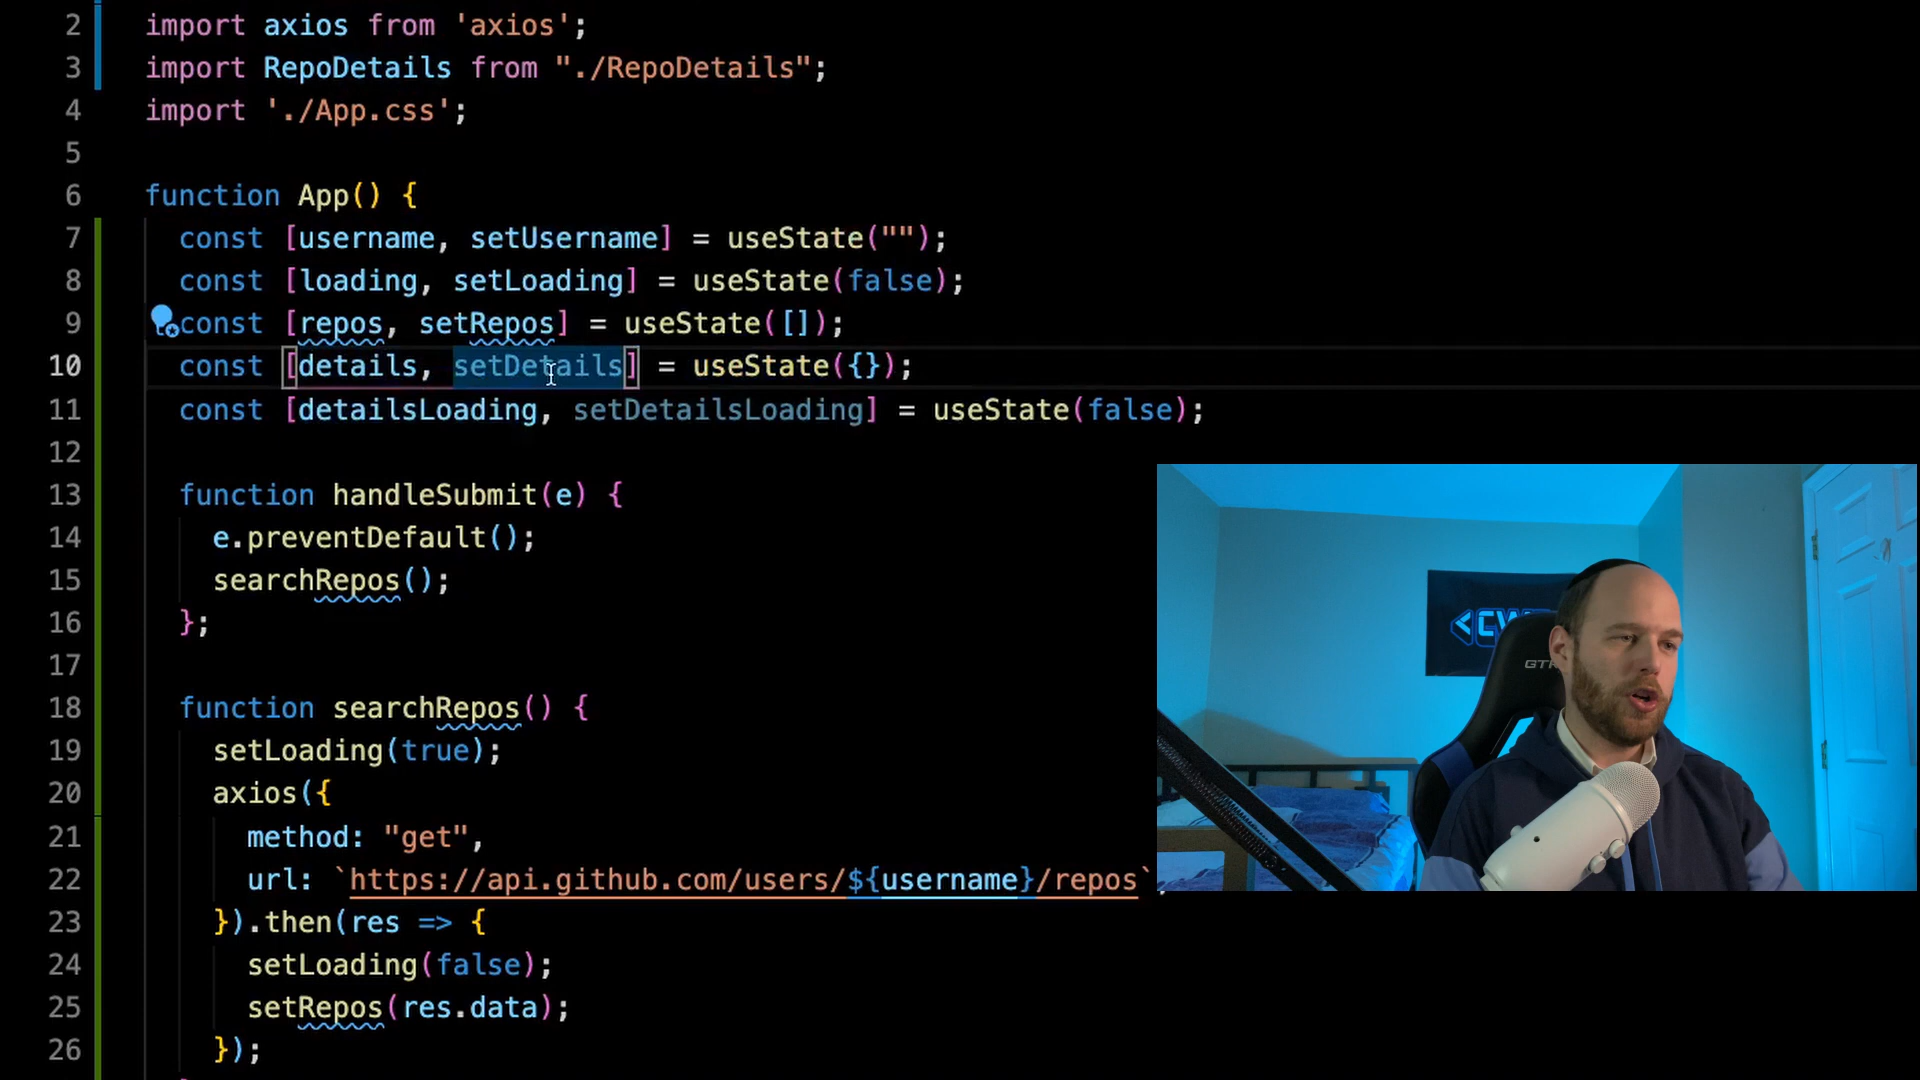 2 import axios from 'axios';
3 import RepoDetails from "./RepoDetails";
4 import './App.css';
5
6 function App() {
7 const [username, setUsername] = useState("");
8 const [loading, setLoading] = useState(false);
9 const [repos, setRepos] = useState([]);
10 const [details, setDetails] = useState({});
11 const [detailsLoading, setDetailsLoading] = useState(false);
12
13 function handleSubmit(e) {
14 e.preventDefault();
15 searchRepos();
16 };
17
18 function searchRepos() {
19 setLoading(true);
20 axios({
21 method: "get",
22 url: `https://api.github.com/users/${username}/repos`,
23 }).then(res => {
24 setLoading(false);
25 setRepos(res.data);
26 });